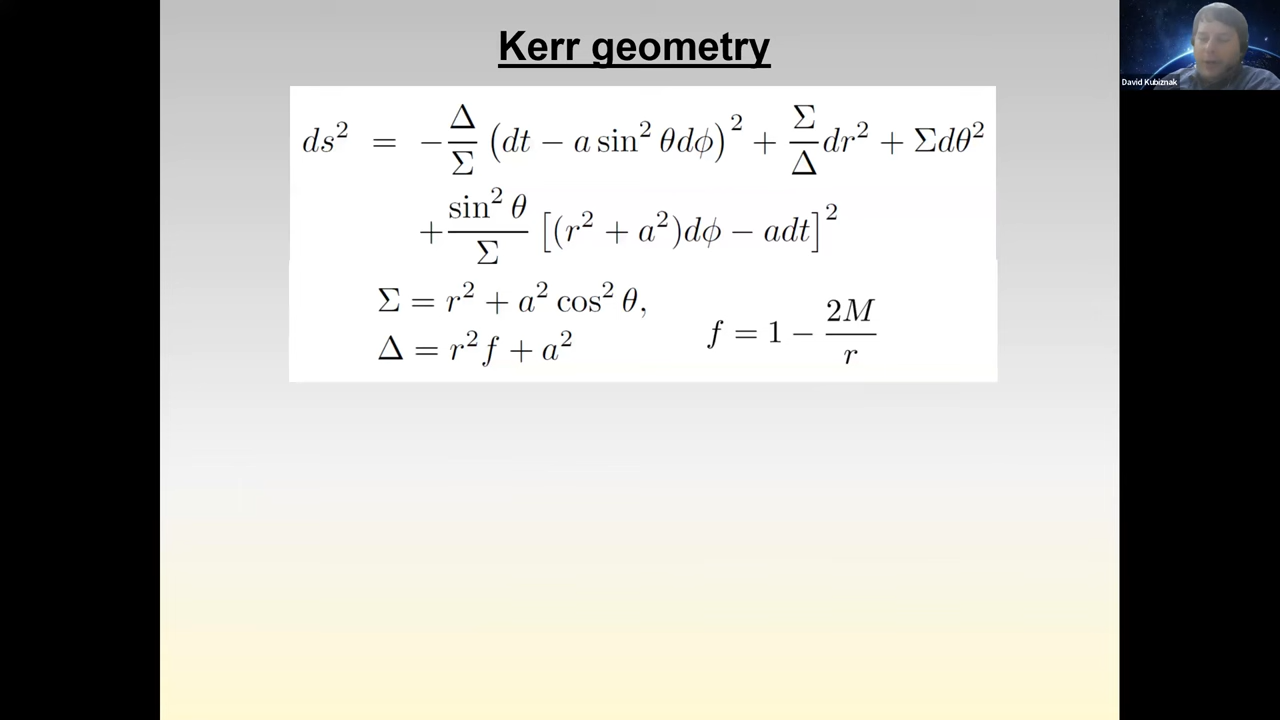 Kerr geometry
ds² = −Δ/Σ (dt − a sin² θdϕ)² + Σ/Δ dr² + Σdθ²
+ sin² θ/Σ [(r² + a²)dϕ − adt]²
Σ = r² + a² cos² θ,
Δ = r² f + a²
f = 1 − 2M/r
David Kubiznak